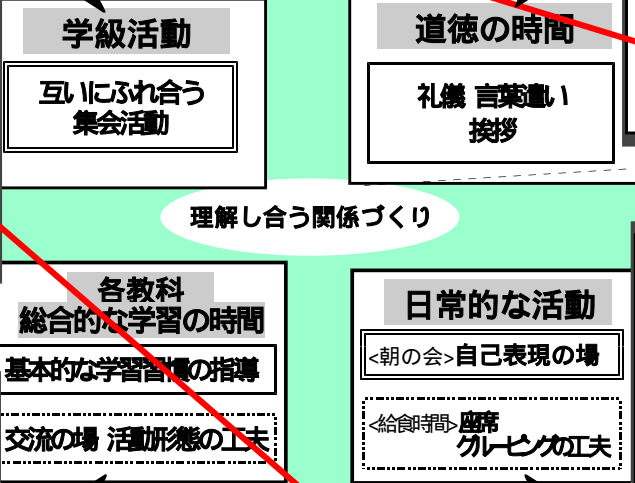 学級活動
互いにふれ合う
集会活動
道徳の時間
礼儀 言葉遣い
挨拶
理解し合う関係づくり
各教科
総合的な学習の時間
基本的な学習習慣の指導
交流の場 活動形態の工夫
日常的な活動
<朝の会>自己表現の場
<給食時間>座席
グルーピングの工夫